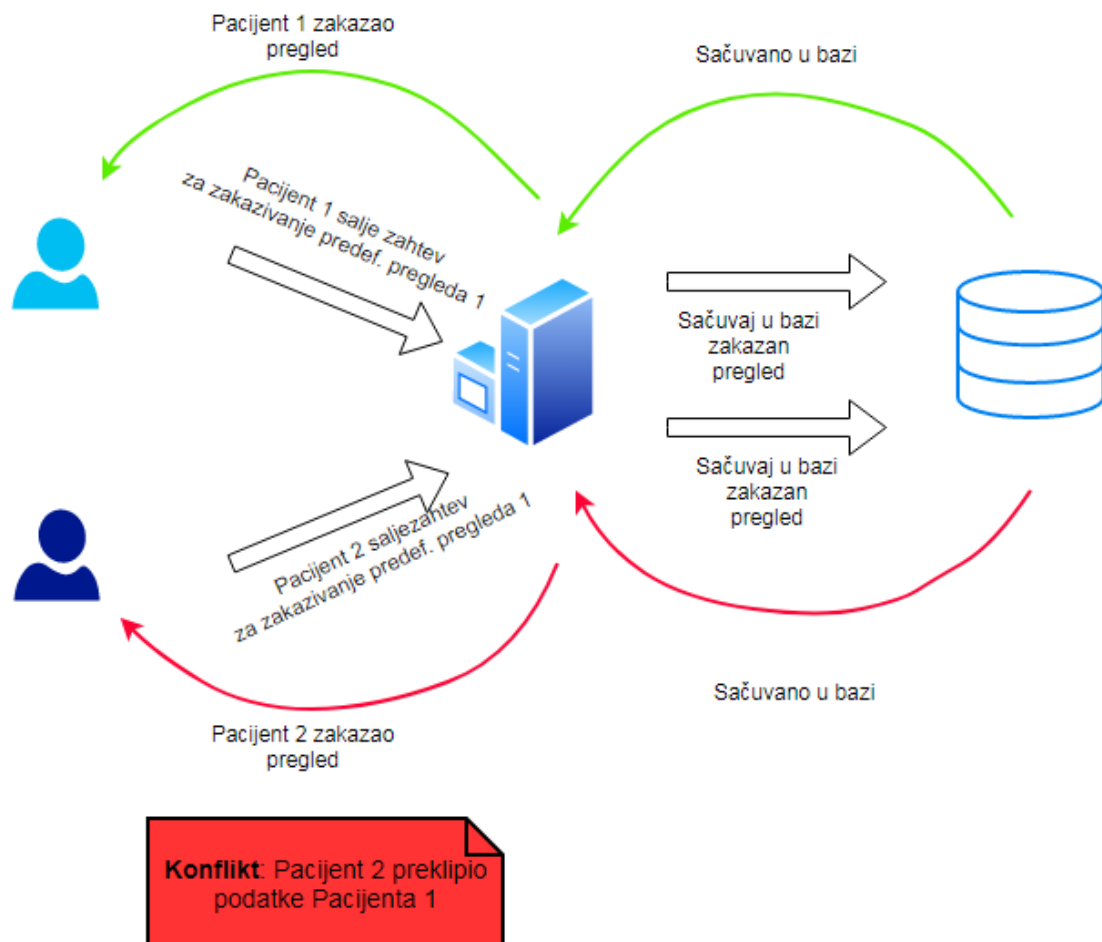 Pacijent 1 zakazao
pregled
Sačuvano u bazi
Pacijent 1 salje zahtev
za zakazivanje predef. pregleda 1
Sačuvaj u bazi
zakazan
pregled
Sačuvaj u bazi
zakazan
pregled
Pacijent 2 saljezahtev
za zakazivanje predef. pregleda 1
Sačuvano u bazi
Pacijent 2 zakazao
pregled
Konflikt: Pacijent 2 preklipio
podatke Pacijenta 1